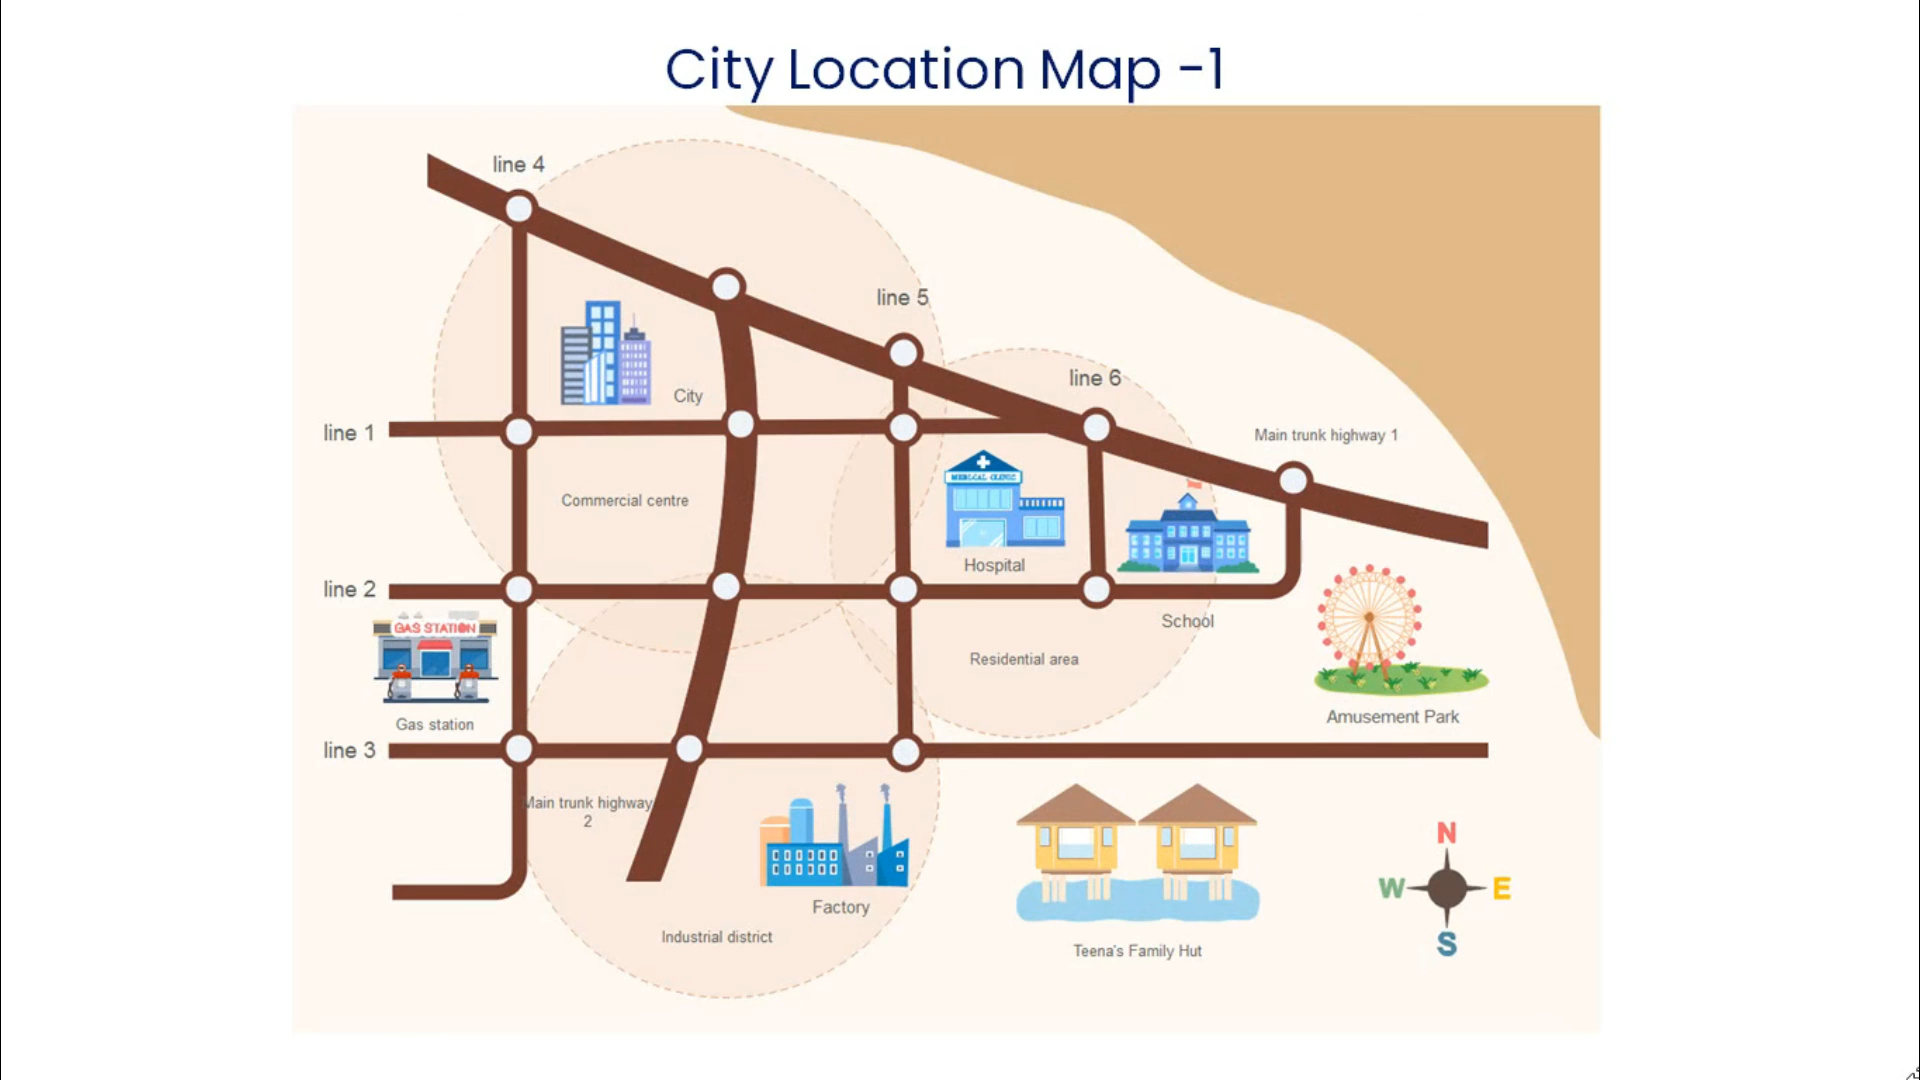 City Location Map -1
line 4
line 5
City
line 6
line 1
Main trunk highway 1
MEDICAL CLINIC
Commercial centre
Hospital
line 2
School
GAS STATION
Residential area
Gas station
Amusement Park
line 3
Main trunk highway
2
N
W
E
S
Factory
Industrial district
Teena's Family Hut